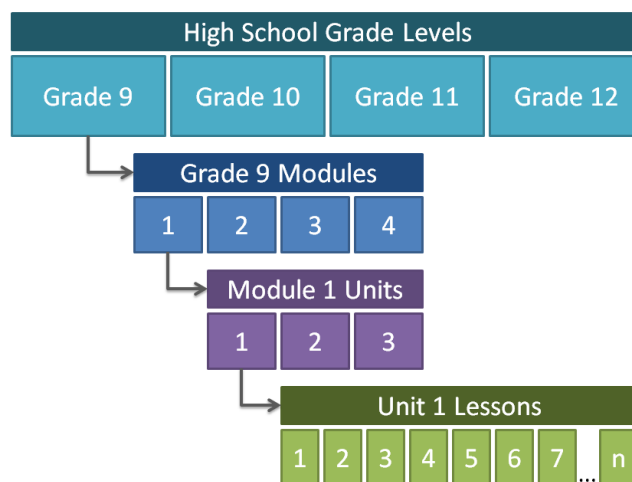 High School Grade Levels
Grade 9 Grade 10 Grade 11 Grade 12
Grade 9 Modules
1 2 3 4
Module 1 Units
1 2 3
Unit 1 Lessons
1 2 3 4 5 6 7 ... n